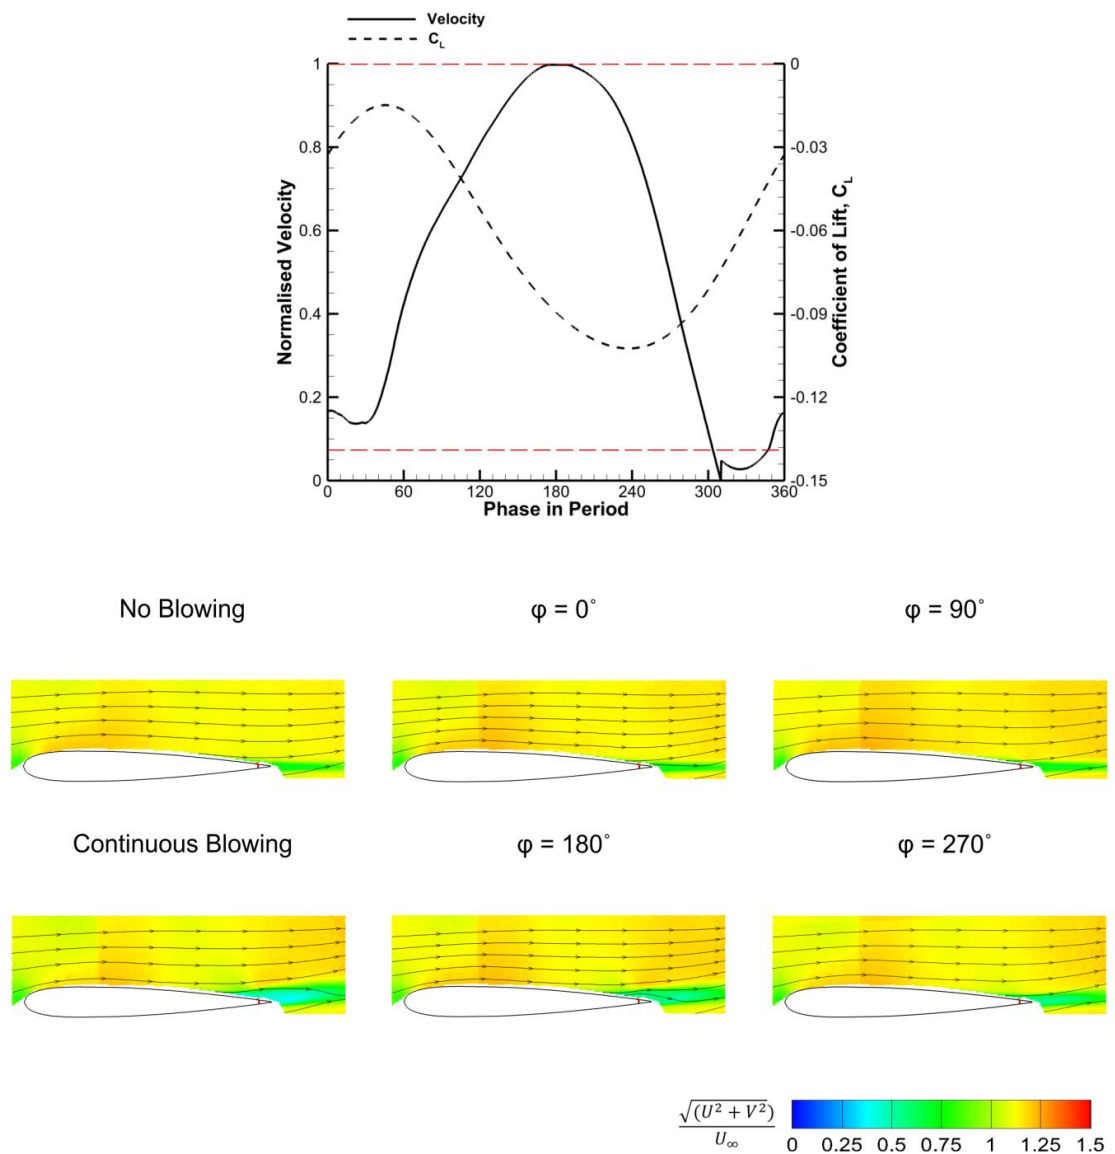 Velocity
C_L
1
0.8
0.6
0.4
0.2
0
Normalised Velocity
0
-0.03
-0.06
-0.09
-0.12
-0.15
Coefficient of Lift, C_L
0 60 120 180 240 300 360
Phase in Period
No Blowing φ = 0° φ = 90°
Continuous Blowing φ = 180° φ = 270°
√(U² + V²)
U∞
0 0.25 0.5 0.75 1 1.25 1.5